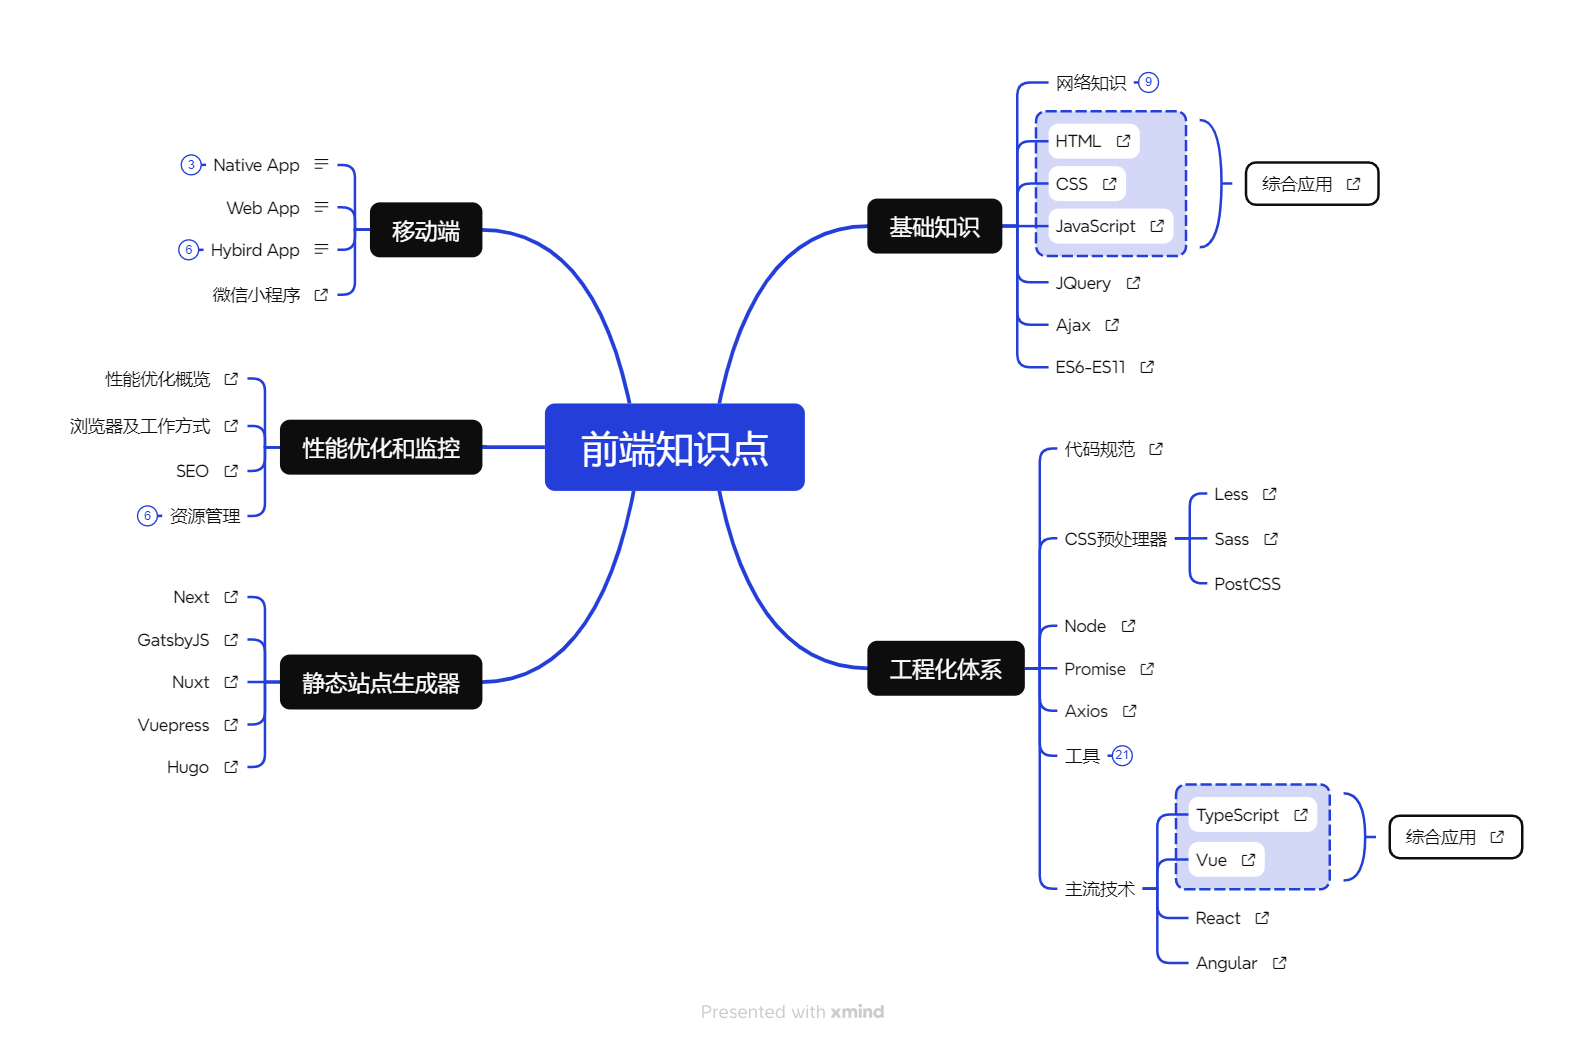 前端知识点
基础知识
网络知识
9
HTML
CSS
JavaScript
综合应用
JQuery
Ajax
ES6-ES11
工程化体系
代码规范
CSS预处理器
Less
Sass
PostCSS
Node
Promise
Axios
工具
21
主流技术
TypeScript
Vue
综合应用
React
Angular
移动端
3
Native App
Web App
6
Hybird App
微信小程序
性能优化和监控
性能优化概览
浏览器及工作方式
SEO
6
资源管理
静态站点生成器
Next
GatsbyJS
Nuxt
Vuepress
Hugo
Presented with xmind